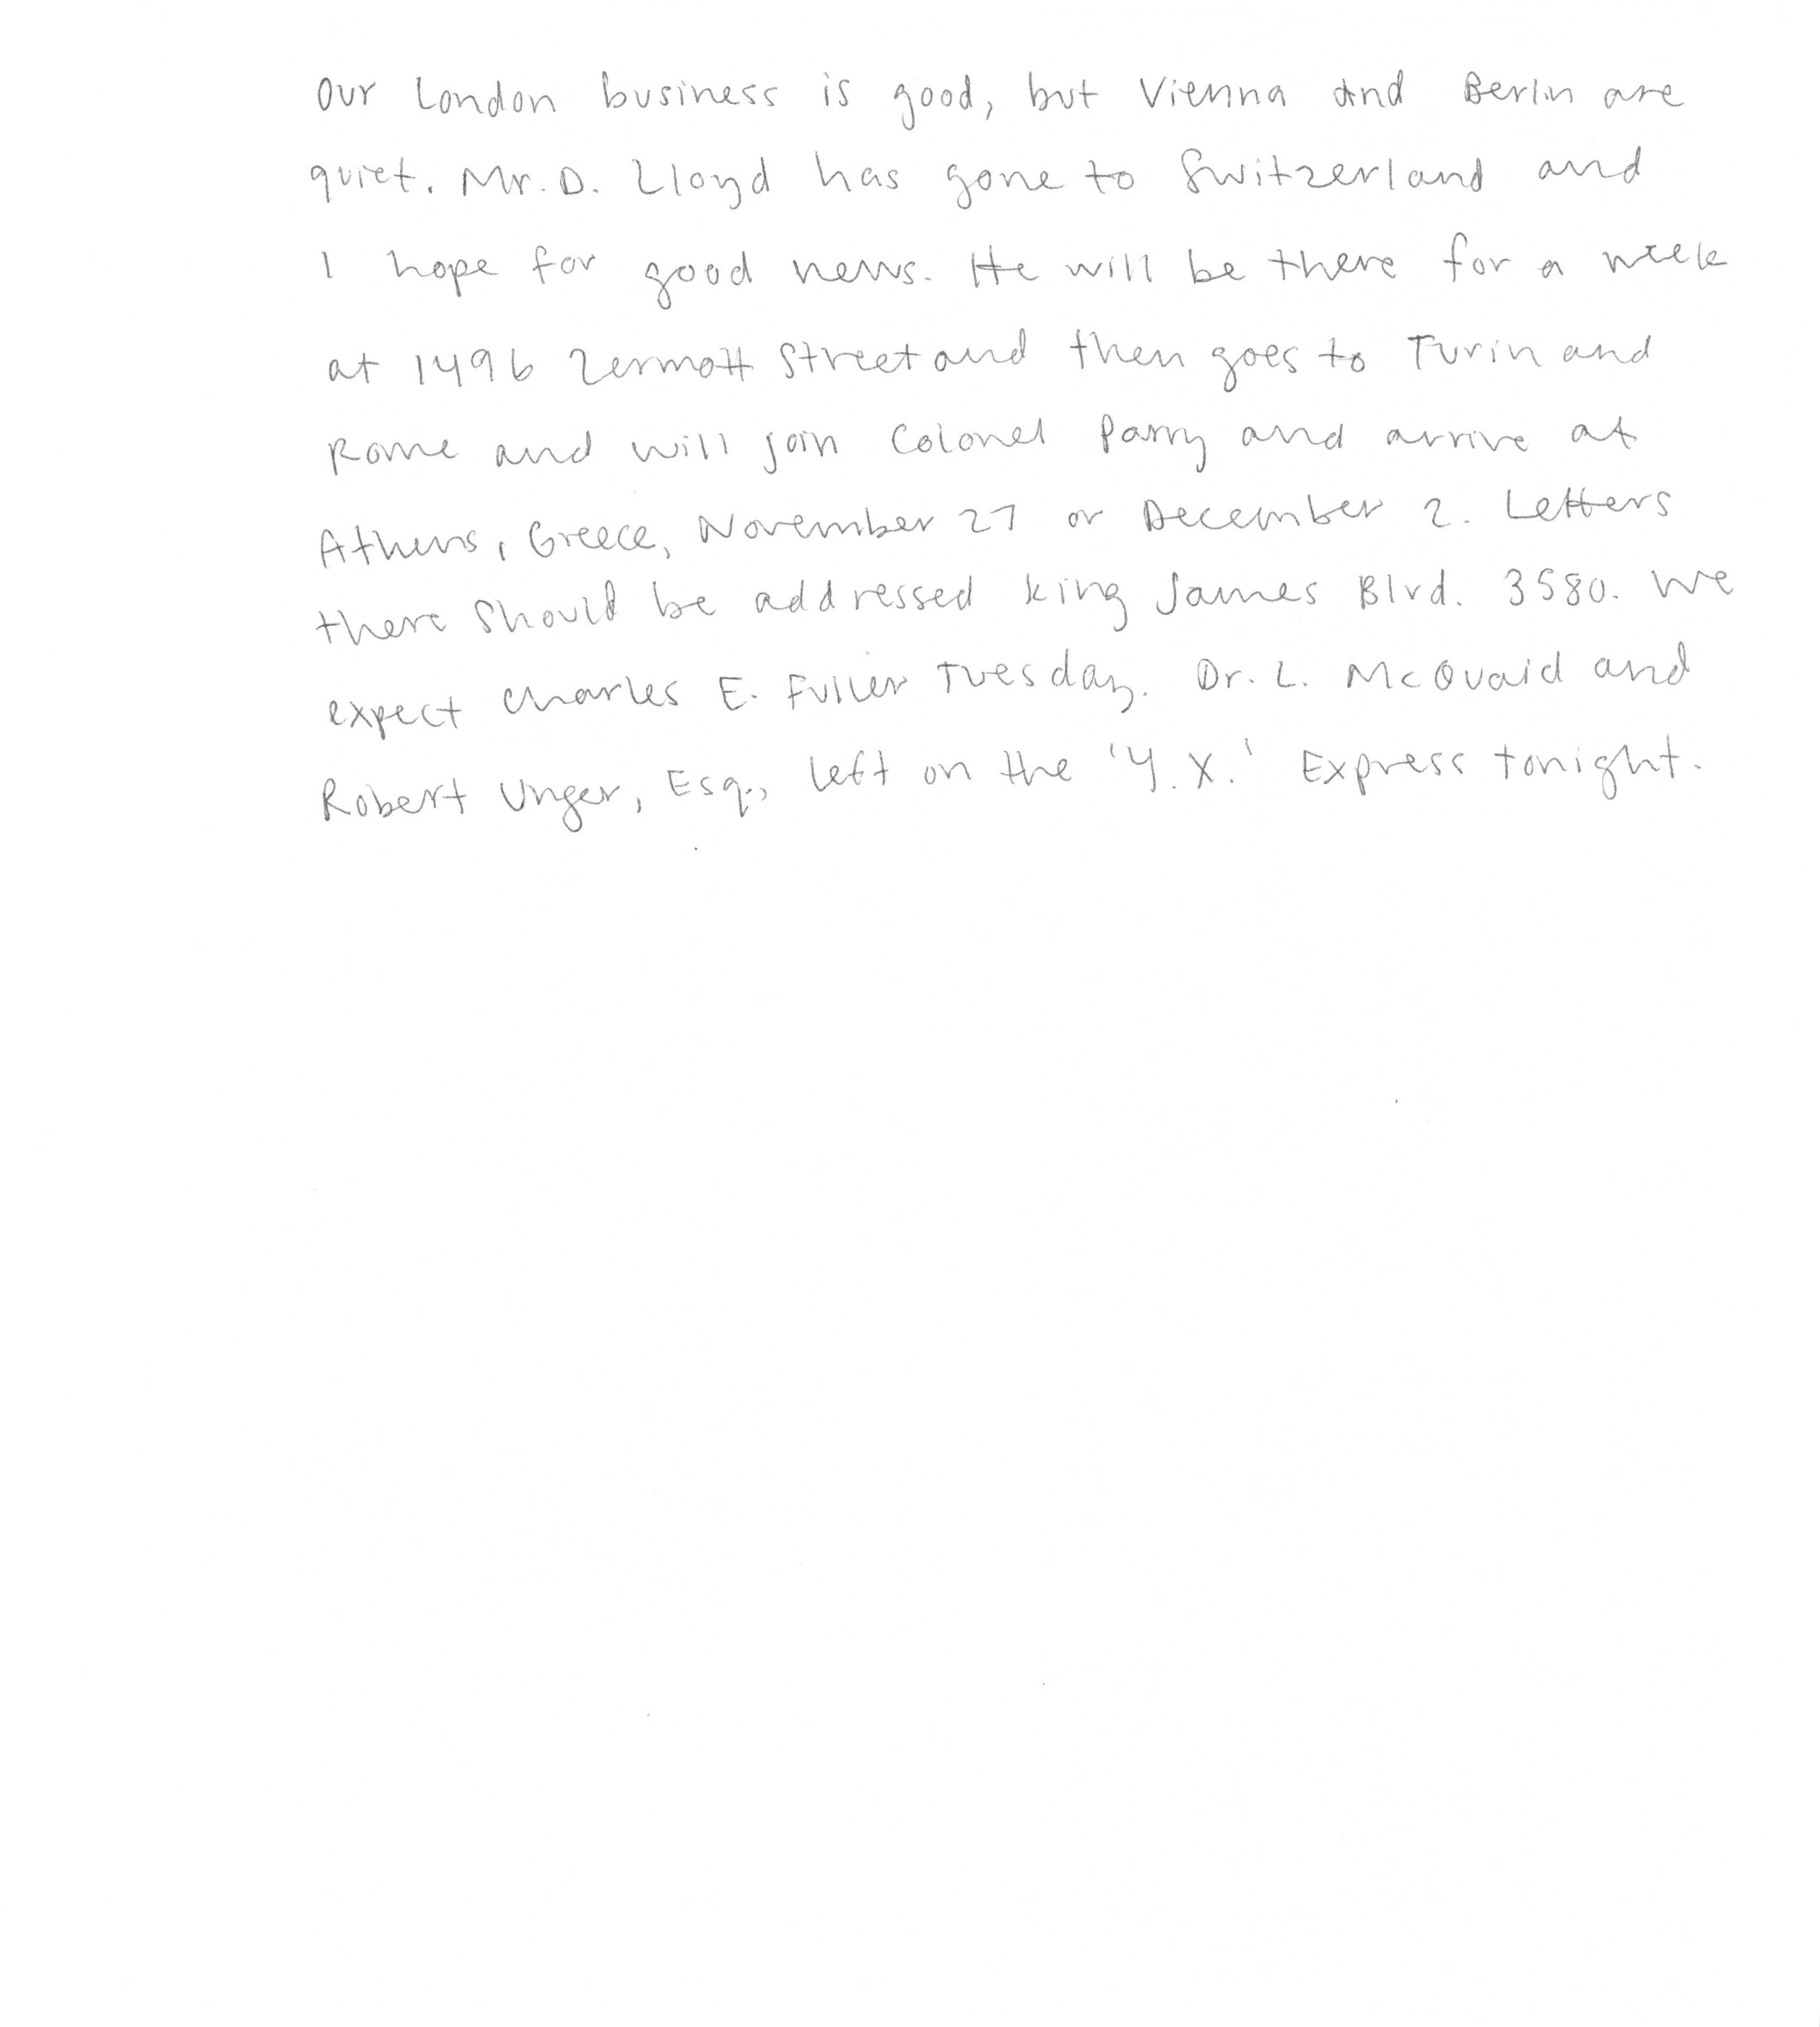 Our London business is good, but Vienna and Berlin are
quiet. Mr. D. Lloyd has gone to Switzerland and
I hope for good news. He will be there for a week
at 1496 Zermott Street and then goes to Turin and
Rome and will join Colonel Parry and arrive at
Athens, Greece, November 27 or December 2. Letters
there should be addressed King James Blvd. 3580. We
expect Charles E. Fuller Tuesday. Dr. L. McQuaid and
Robert Unger, Esq., left on the 'Y.X.' Express tonight.